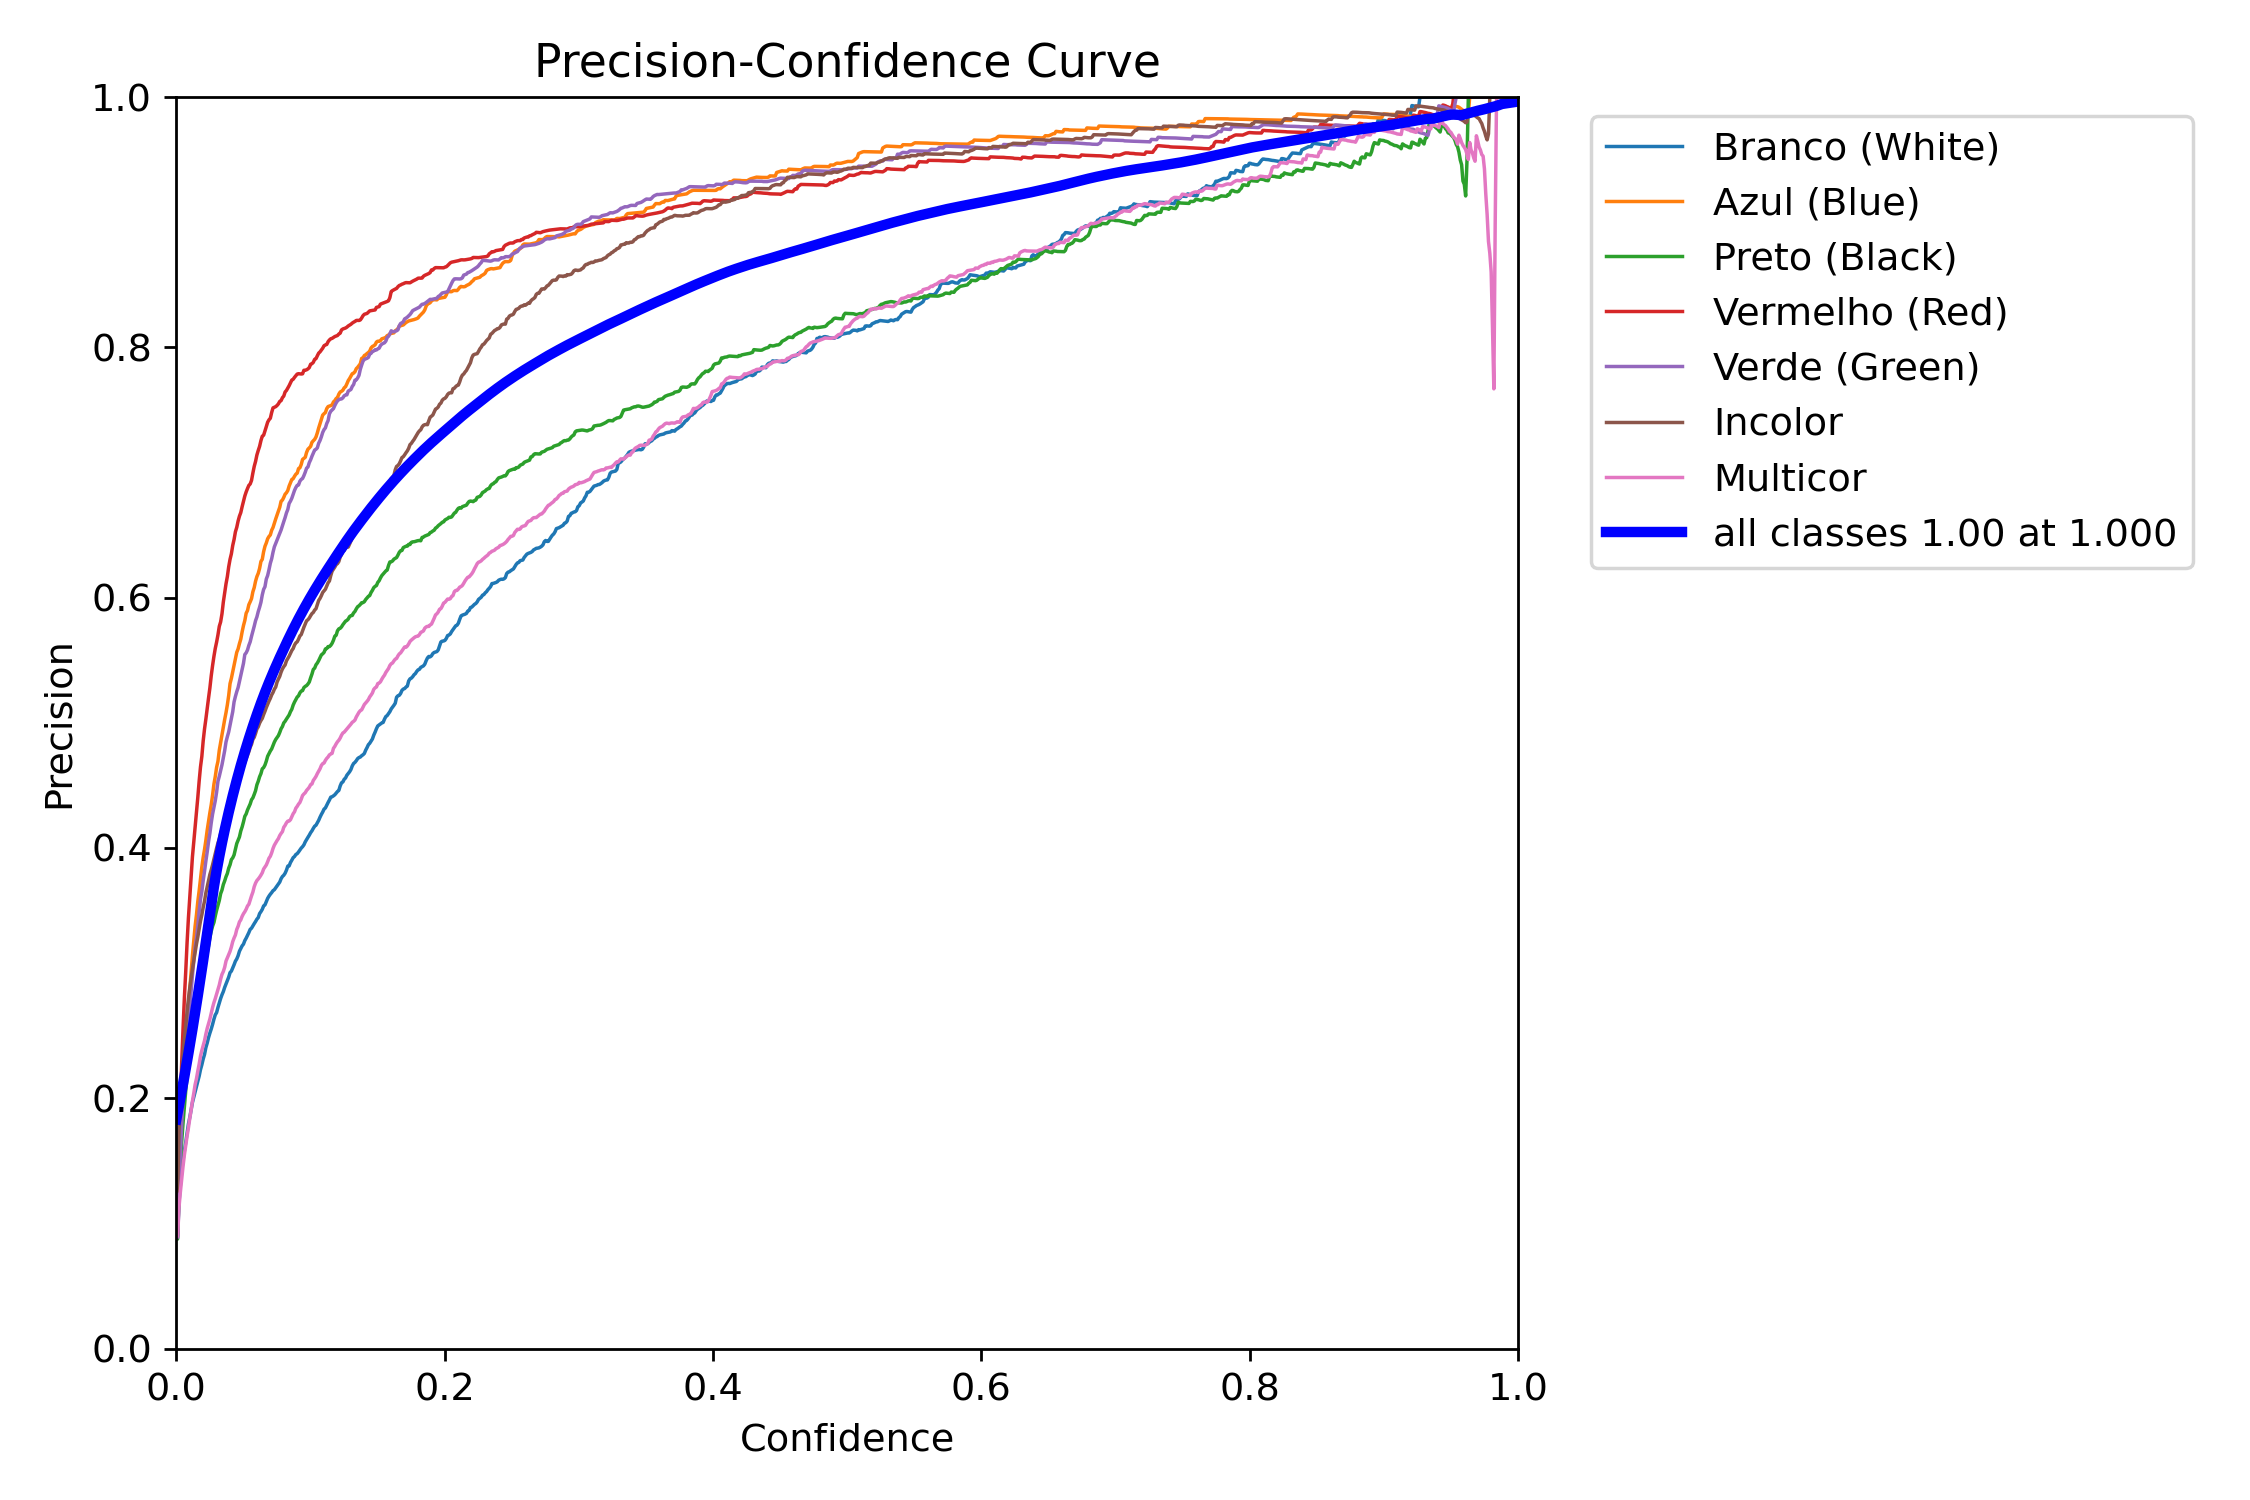 Precision-Confidence Curve
1.0
0.8
0.6
0.4
0.2
0.0
Precision
0.0 0.2 0.4 0.6 0.8 1.0
Confidence
Branco (White)
Azul (Blue)
Preto (Black)
Vermelho (Red)
Verde (Green)
Incolor
Multicor
all classes 1.00 at 1.000